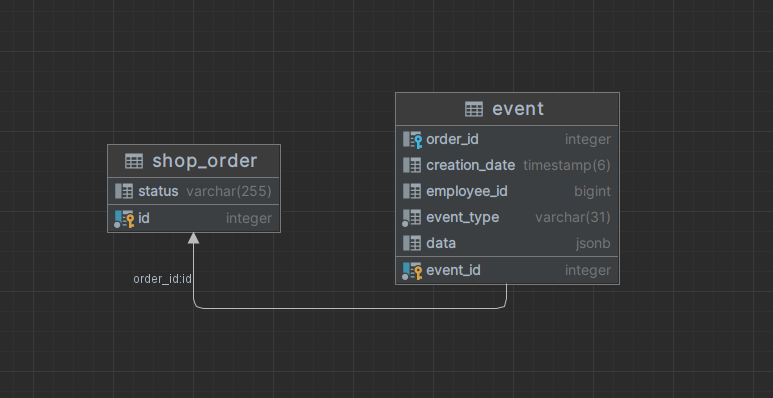 shop_order
status varchar(255)
id integer
order_id:id
event
order_id integer
creation_date timestamp(6)
employee_id bigint
event_type varchar(31)
data jsonb
event_id integer